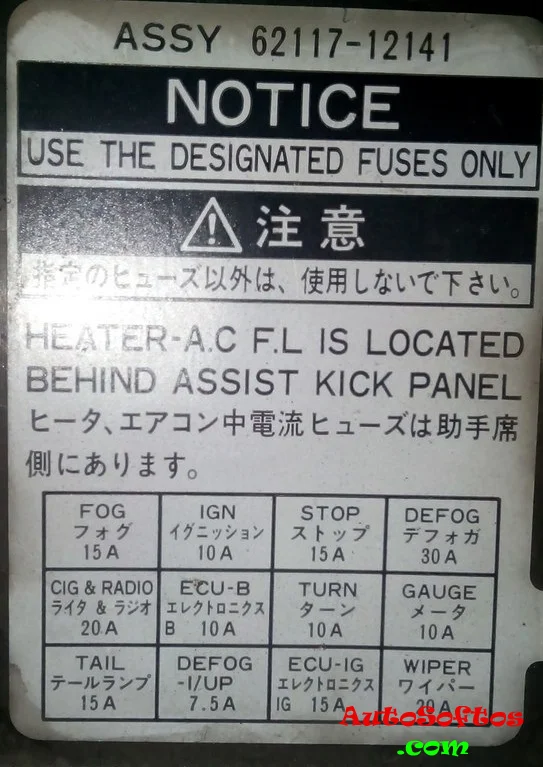 ASSY 62117-12141
NOTICE
USE THE DESIGNATED FUSES ONLY
注意
指定のヒューズ以外は、使用しないで下さい。
HEATER-A.C F.L IS LOCATED
BEHIND ASSIST KICK PANEL
ヒータ、エアコン中電流ヒューズは助手席
側にあります。
FOG
フォグ
15A
IGN
イグニッション
10A
STOP
ストップ
15A
DEFOG
デフォガ
30A
CIG & RADIO
ライタ & ラジオ
20A
ECU-B
エレクトロニクス
B 10A
TURN
ターン
10A
GAUGE
メータ
10A
TAIL
テールランプ
15A
DEFOG
-I/UP
7.5A
ECU-IG
エレクトロニクス
IG 15A
WIPER
ワイパー
20A
AutoSoftos
.com